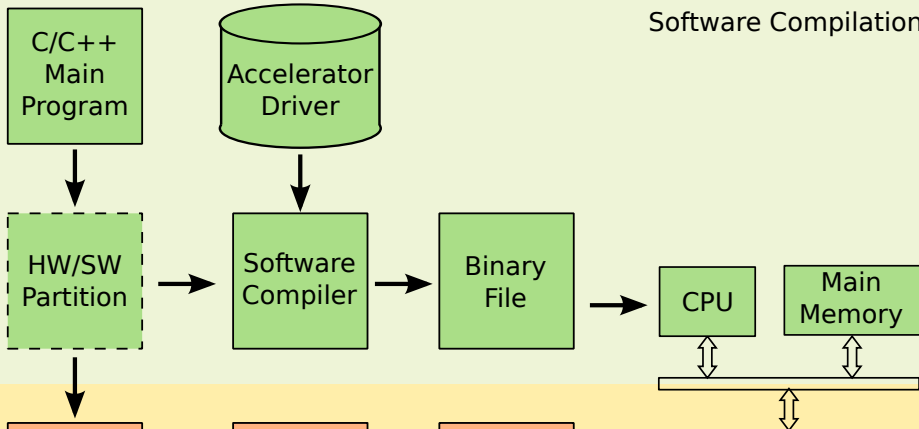 Software Compilation
C/C++
Main
Program
Accelerator
Driver
HW/SW
Partition
Software
Compiler
Binary
File
CPU
Main
Memory